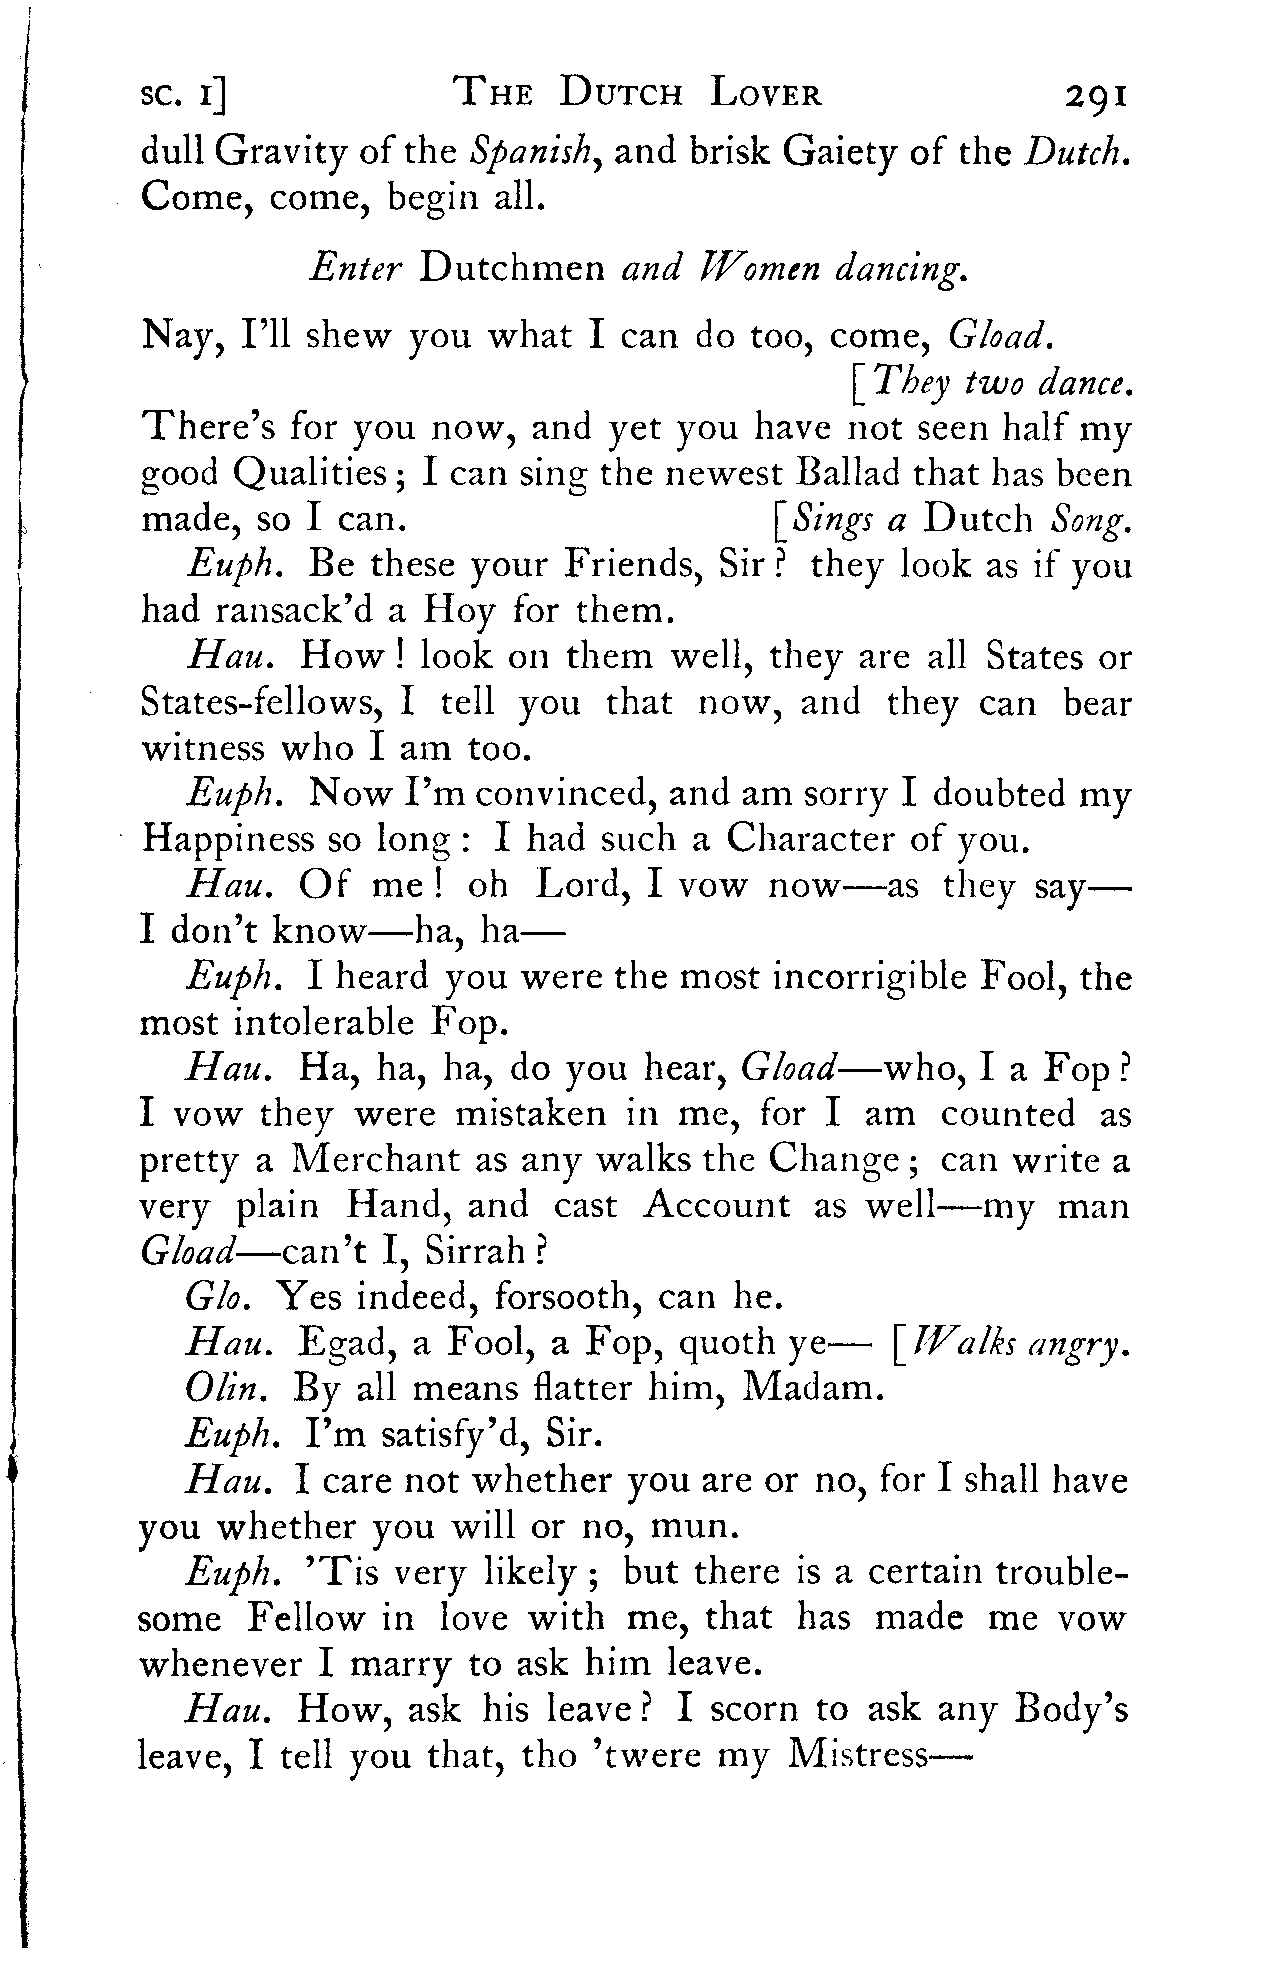 SC. I] THE DUTCH LOVER 291
dull Gravity of the Spanish, and brisk Gaiety of the Dutch.
Come, come, begin all.
Enter Dutchmen and Women dancing.
Nay, I'll shew you what I can do too, come, Gload.
[They two dance.
There's for you now, and yet you have not seen half my
good Qualities; I can sing the newest Ballad that has been
made, so I can. [Sings a Dutch Song.
Euph. Be these your Friends, Sir? they look as if you
had ransack'd a Hoy for them.
Hau. How! look on them well, they are all States or
States-fellows, I tell you that now, and they can bear
witness who I am too.
Euph. Now I'm convinced, and am sorry I doubted my
Happiness so long: I had such a Character of you.
Hau. Of me! oh Lord, I vow now—as they say—
I don't know—ha, ha—
Euph. I heard you were the most incorrigible Fool, the
most intolerable Fop.
Hau. Ha, ha, ha, do you hear, Gload—who, I a Fop?
I vow they were mistaken in me, for I am counted as
pretty a Merchant as any walks the Change; can write a
very plain Hand, and cast Account as well—my man
Gload—can't I, Sirrah?
Glo. Yes indeed, forsooth, can he.
Hau. Egad, a Fool, a Fop, quoth ye— [Walks angry.
Olin. By all means flatter him, Madam.
Euph. I'm satisfy'd, Sir.
Hau. I care not whether you are or no, for I shall have
you whether you will or no, mun.
Euph. 'Tis very likely; but there is a certain trouble-
some Fellow in love with me, that has made me vow
whenever I marry to ask him leave.
Hau. How, ask his leave? I scorn to ask any Body's
leave, I tell you that, tho 'twere my Mistress—